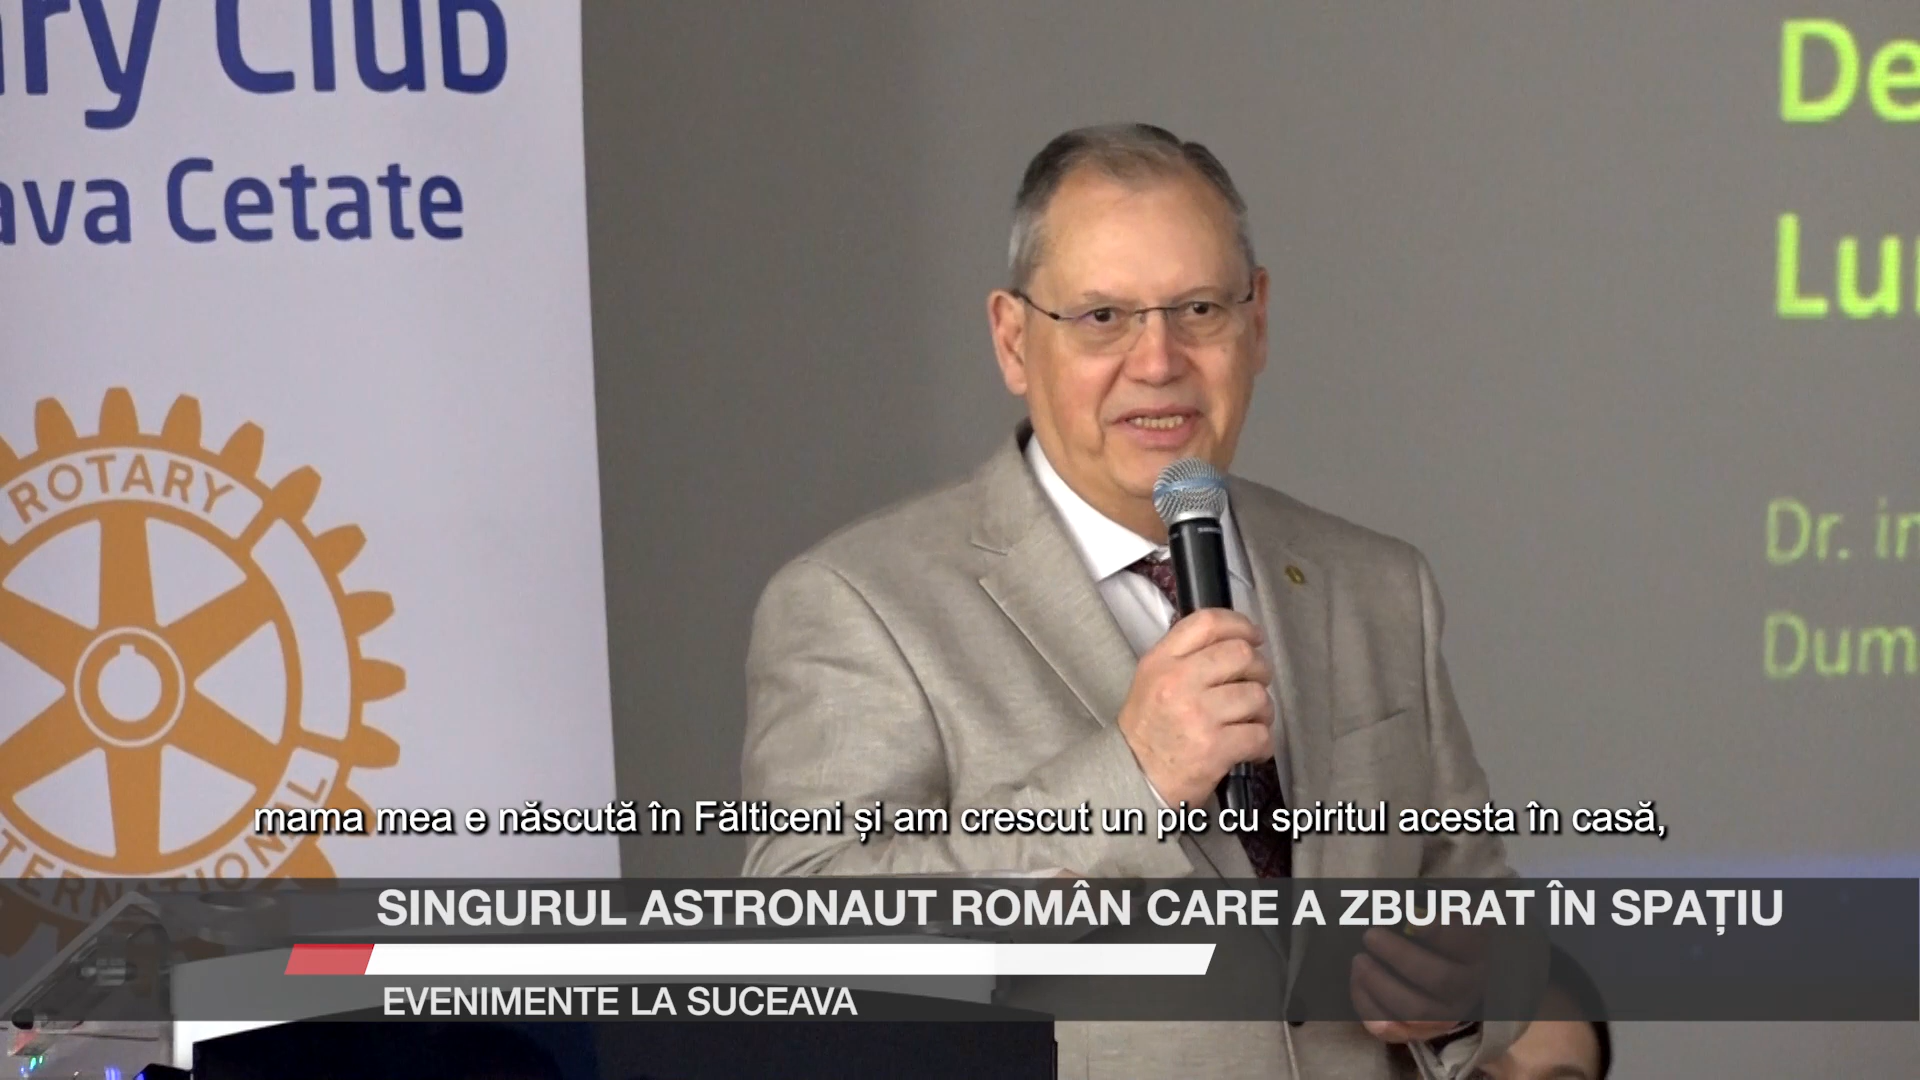 ry Club
ava Cetate
ROTARY
TERNATIONAL
De
Lu
Dr. in
Dum
mama mea e născută în Fălticeni și am crescut un pic cu spiritul acesta în casă,
SINGURUL ASTRONAUT ROMÂN CARE A ZBURAT ÎN SPAȚIU
EVENIMENTE LA SUCEAVA